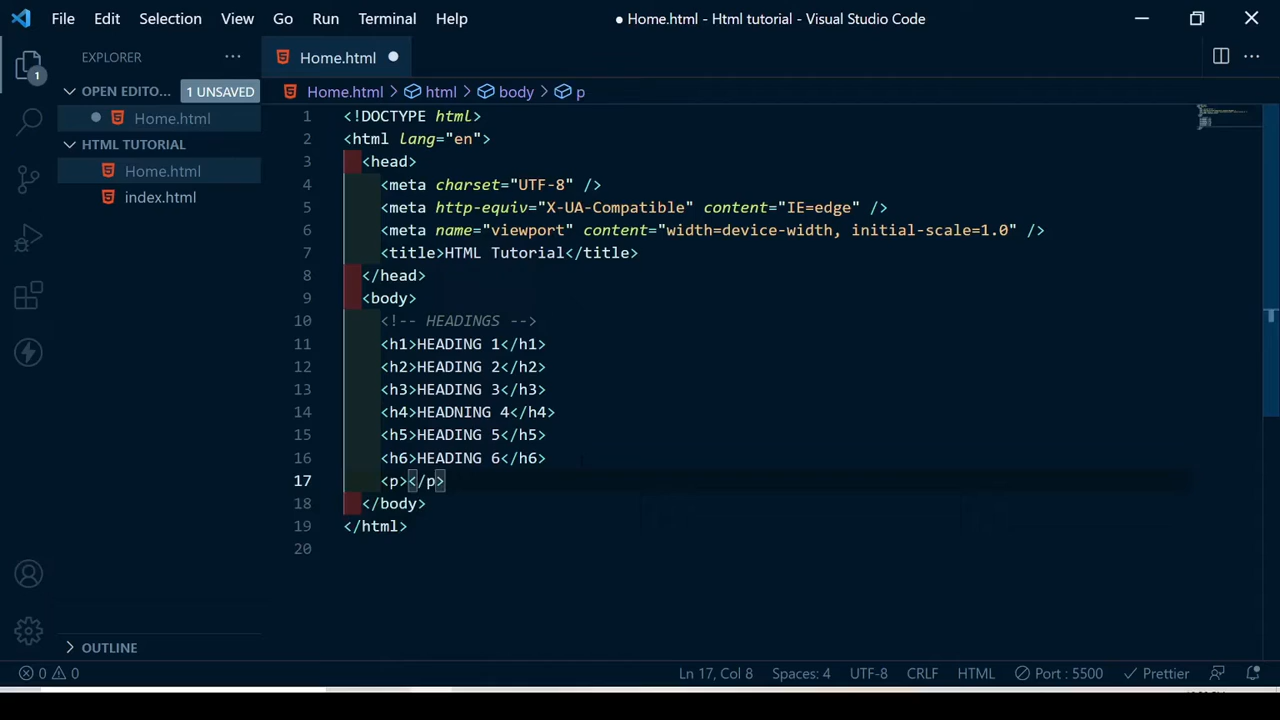 File Edit Selection View Go Run Terminal Help ● Home.html - Html tutorial - Visual Studio Code
EXPLORER ··· Home.html
OPEN EDITO... 1 UNSAVED
Home.html > html > body > p
Home.html
HTML TUTORIAL
Home.html
index.html
1
1 <!DOCTYPE html>
2 <html lang="en">
3 <head>
4 <meta charset="UTF-8" />
5 <meta http-equiv="X-UA-Compatible" content="IE=edge" />
6 <meta name="viewport" content="width=device-width, initial-scale=1.0" />
7 <title>HTML Tutorial</title>
8 </head>
9 <body>
10 <!-- HEADINGS -->
11 <h1>HEADING 1</h1>
12 <h2>HEADING 2</h2>
13 <h3>HEADING 3</h3>
14 <h4>HEADNING 4</h4>
15 <h5>HEADING 5</h5>
16 <h6>HEADING 6</h6>
17 <p></p>
18 </body>
19 </html>
20
OUTLINE
0 0 Ln 17, Col 8 Spaces: 4 UTF-8 CRLF HTML Port : 5500 Prettier